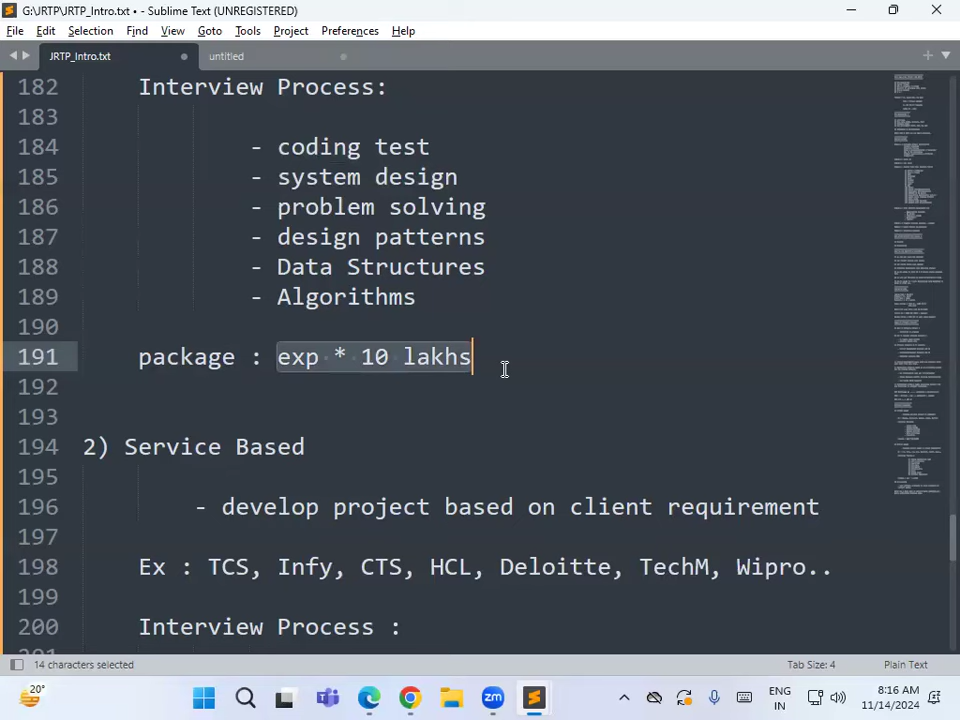 G:\JRTP\JRTP_Intro.txt • - Sublime Text (UNREGISTERED)
File Edit Selection Find View Goto Tools Project Preferences Help
JRTP_Intro.txt untitled
182 Interview Process:
183
184 - coding test
185 - system design
186 - problem solving
187 - design patterns
188 - Data Structures
189 - Algorithms
190
191 package : exp * 10 lakhs
192
193
194 2) Service Based
195
196 - develop project based on client requirement
197
198 Ex : TCS, Infy, CTS, HCL, Deloitte, TechM, Wipro..
199
200 Interview Process :
14 characters selected Tab Size: 4 Plain Text
20° zm ENG 8:16 AM
IN 11/14/2024